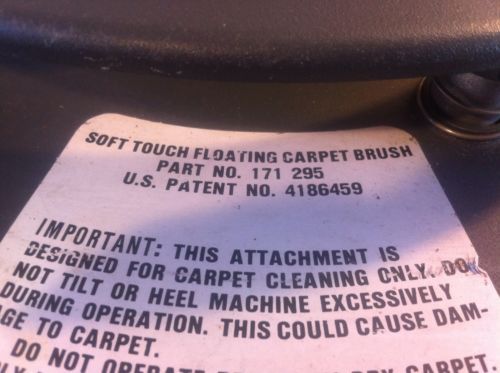 SOFT TOUCH FLOATING CARPET BRUSH
PART NO. 171 295
U.S. PATENT NO. 4186459
IMPORTANT: THIS ATTACHMENT IS
DESIGNED FOR CARPET CLEANING ONLY. DO
NOT TILT OR HEEL MACHINE EXCESSIVELY
DURING OPERATION. THIS COULD CAUSE DAM-
AGE TO CARPET.
DO NOT OPERATE CARPET.